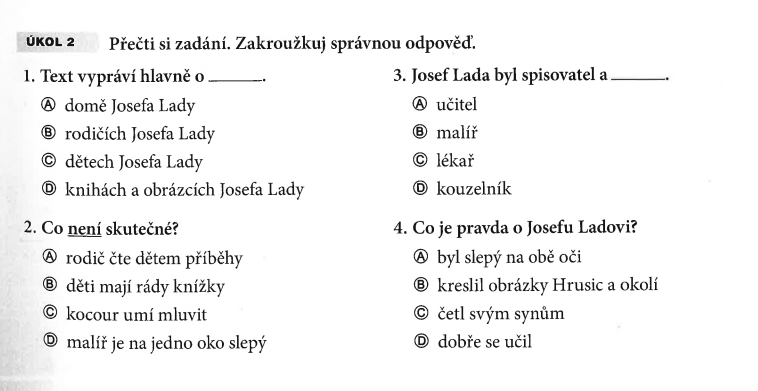 ÚKOL 2 Přečti si zadání. Zakroužkuj správnou odpověď.
1. Text vypráví hlavně o ______.
Ⓐ domě Josefa Lady
Ⓑ rodičích Josefa Lady
Ⓒ dětech Josefa Lady
Ⓓ knihách a obrázcích Josefa Lady
2. Co není skutečné?
Ⓐ rodič čte dětem příběhy
Ⓑ děti mají rády knížky
Ⓒ kocour umí mluvit
Ⓓ malíř je na jedno oko slepý
3. Josef Lada byl spisovatel a ______.
Ⓐ učitel
Ⓑ malíř
Ⓒ lékař
Ⓓ kouzelník
4. Co je pravda o Josefu Ladovi?
Ⓐ byl slepý na obě oči
Ⓑ kreslil obrázky Hrusic a okolí
Ⓒ četl svým synům
Ⓓ dobře se učil